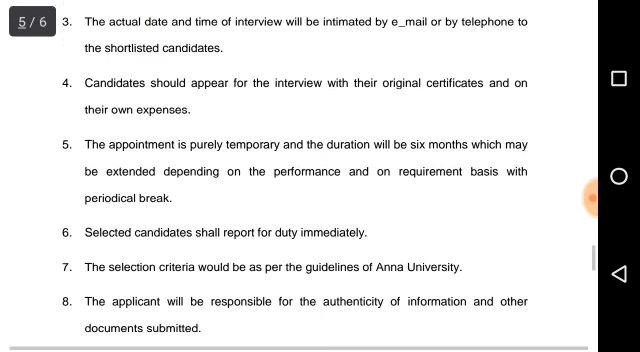 5 / 6
3. The actual date and time of interview will be intimated by e_mail or by telephone to
the shortlisted candidates.
4. Candidates should appear for the interview with their original certificates and on
their own expenses.
5. The appointment is purely temporary and the duration will be six months which may
be extended depending on the performance and on requirement basis with
periodical break.
6. Selected candidates shall report for duty immediately.
7. The selection criteria would be as per the guidelines of Anna University.
8. The applicant will be responsible for the authenticity of information and other
documents submitted.